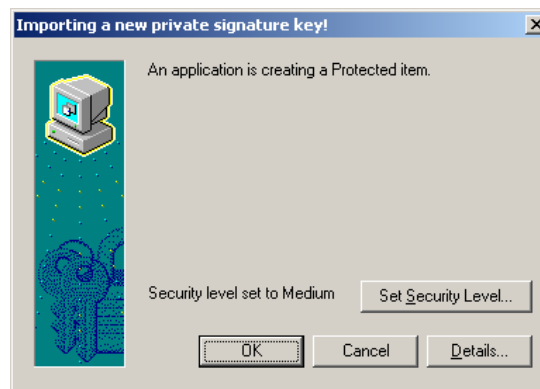 Importing a new private signature key!
An application is creating a Protected item.
Security level set to Medium
Set Security Level...
OK
Cancel
Details...